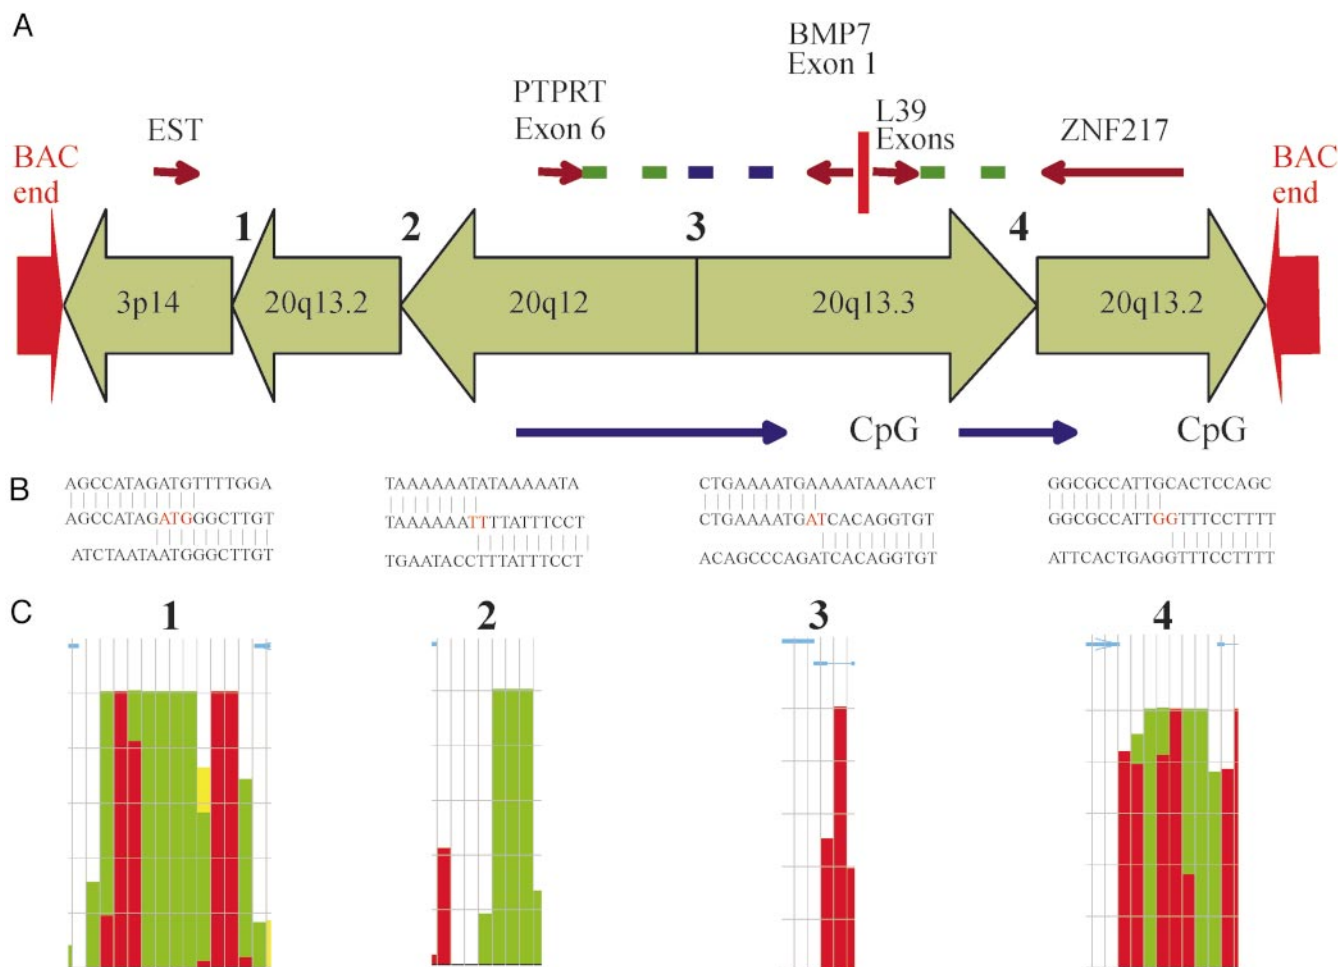 A
BMP7
Exon 1
PTPRT
Exon 6
L39
Exons
EST
ZNF217
BAC
end
BAC
end
1
2
3
4
3p14
20q13.2
20q12
20q13.3
20q13.2
CpG
CpG
B
AGCCATAGATGTTTTGGA
AGCCATAGATGGGCTTGT
ATCTAATAATGGGCTTGT
TAAAAAATATAAAAATA
TAAAAAATTTTATTTCCT
TGAATACCTTTATTTCCT
CTGAAAATGAAAATAAAACT
CTGAAAATGATCACAGGTGT
ACAGCCCAGATCACAGGTGT
GGCGCCATTGCACTCCAGC
GGCGCCATTGGTTTCCTTTT
ATTCACTGAGGTTTCCTTTT
C
1
2
3
4